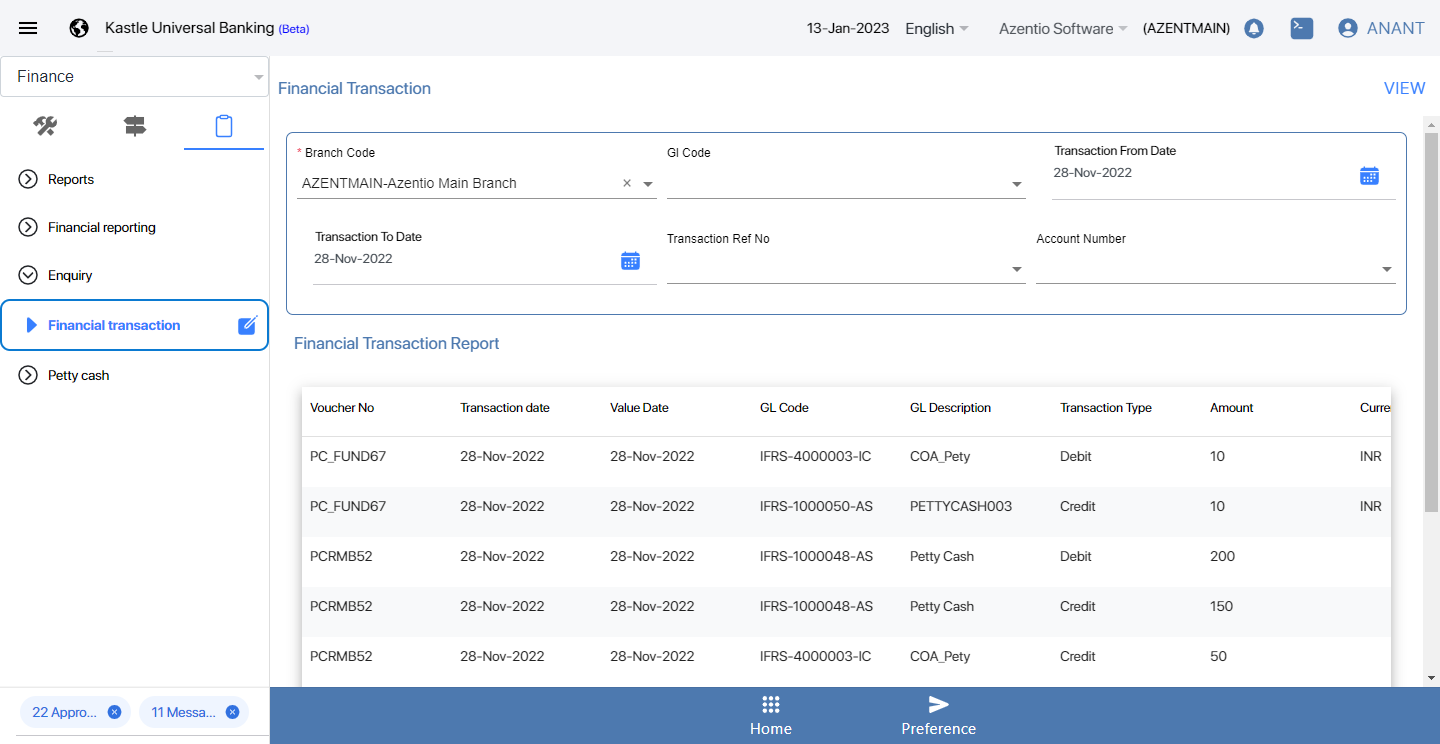 Kastle Universal Banking (Beta)
13-Jan-2023 English Azentio Software (AZENTMAIN) ANANT
Finance
Reports
Financial reporting
Enquiry
Financial transaction
Petty cash
22 Appro...
11 Messa...
Financial Transaction VIEW
* Branch Code
AZENTMAIN-Azentio Main Branch
Gl Code
Transaction From Date
28-Nov-2022
Transaction To Date
28-Nov-2022
Transaction Ref No
Account Number
Financial Transaction Report
Voucher No Transaction date Value Date GL Code GL Description Transaction Type Amount Curre
PC_FUND67 28-Nov-2022 28-Nov-2022 IFRS-4000003-IC COA_Pety Debit 10 INR
PC_FUND67 28-Nov-2022 28-Nov-2022 IFRS-1000050-AS PETTYCASH003 Credit 10 INR
PCRMB52 28-Nov-2022 28-Nov-2022 IFRS-1000048-AS Petty Cash Debit 200
PCRMB52 28-Nov-2022 28-Nov-2022 IFRS-1000048-AS Petty Cash Credit 150
PCRMB52 28-Nov-2022 28-Nov-2022 IFRS-4000003-IC COA_Pety Credit 50
Home
Preference